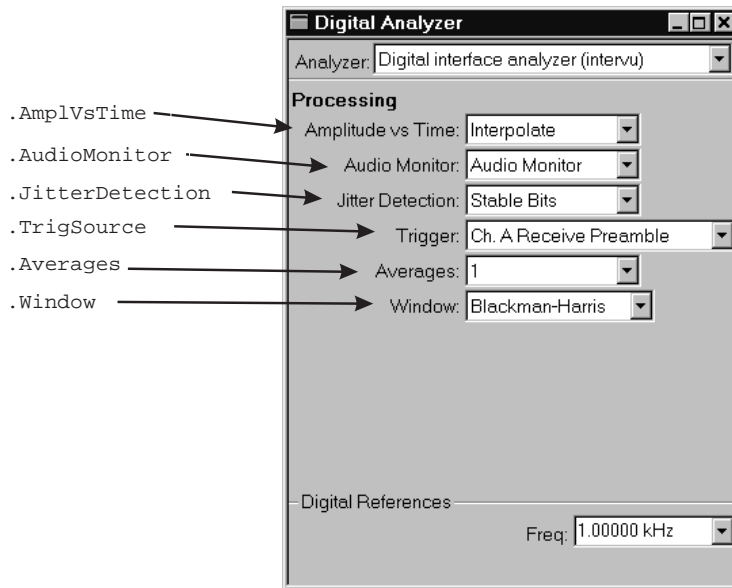 Digital Analyzer
Analyzer: Digital interface analyzer (intervu)
Processing
.AmplVsTime Amplitude vs Time: Interpolate
.AudioMonitor Audio Monitor: Audio Monitor
.JitterDetection Jitter Detection: Stable Bits
.TrigSource Trigger: Ch. A Receive Preamble
.Averages Averages: 1
.Window Window: Blackman-Harris
Digital References
Freq: 1.00000 kHz